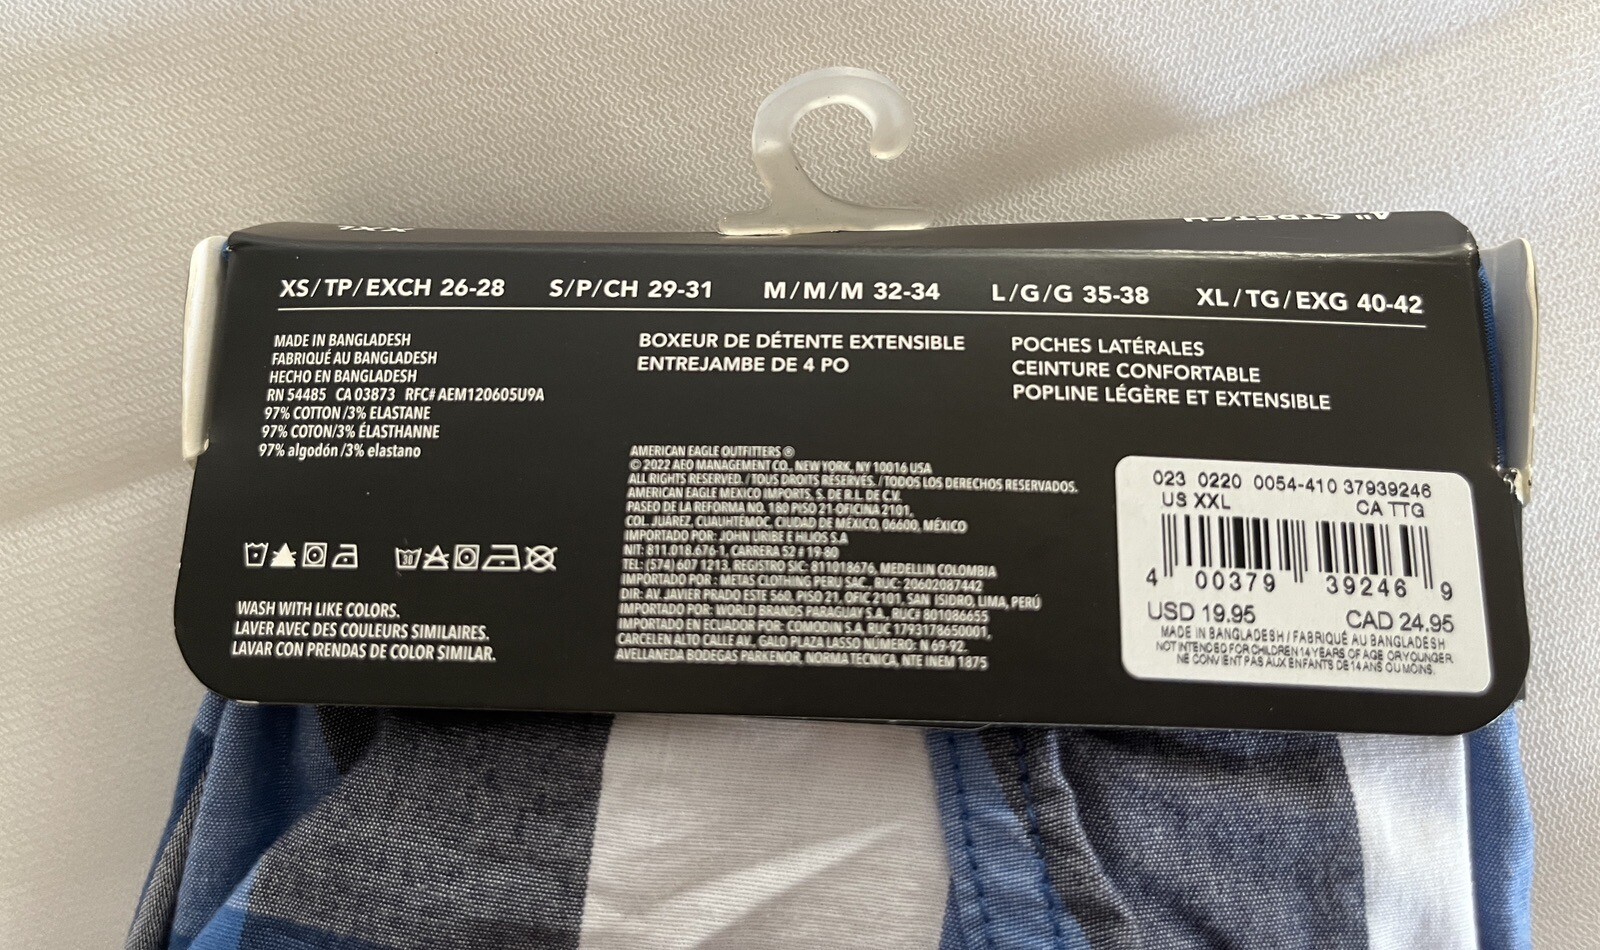 XXL
4" STRETCH
XS/TP/EXCH 26-28 S/P/CH 29-31 M/M/M 32-34 L/G/G 35-38 XL/TG/EXG 40-42
MADE IN BANGLADESH
FABRIQUÉ AU BANGLADESH
HECHO EN BANGLADESH
RN 54485 CA 03873 RFC# AEM120605U9A
97% COTTON/3% ELASTANE
97% COTON/3% ÉLASTHANNE
97% algodón/3% elastano
30
WASH WITH LIKE COLORS.
LAVER AVEC DES COULEURS SIMILAIRES.
LAVAR CON PRENDAS DE COLOR SIMILAR.
BOXEUR DE DÉTENTE EXTENSIBLE
ENTREJAMBE DE 4 PO
AMERICAN EAGLE OUTFITTERS ®
© 2022 AEO MANAGEMENT CO., NEW YORK, NY 10016 USA
ALL RIGHTS RESERVED. / TOUS DROITS RÉSERVÉS. / TODOS LOS DERECHOS RESERVADOS.
AMERICAN EAGLE MEXICO IMPORTS, S. DE R.L. DE C.V.
PASEO DE LA REFORMA NO. 180 PISO 21-OFICINA 2101,
COL. JUÁREZ, CUAUHTÉMOC, CIUDAD DE MÉXICO, 06600, MÉXICO
IMPORTADO POR: JOHN URIBE E HIJOS S.A
NIT: 811.018.676-1, CARRERA 52 # 19-80
TEL: (574) 607 1213, REGISTRO SIC: 811018676, MEDELLIN COLOMBIA
IMPORTADO POR : METAS CLOTHING PERU SAC., RUC: 20602087442
DIR: AV. JAVIER PRADO ESTE 560, PISO 21, OFIC 2101, SAN ISIDRO, LIMA, PERÚ
IMPORTADO POR: WORLD BRANDS PARAGUAY S.A., RUC# 801086655
IMPORTADO EN ECUADOR POR: COMODIN S.A, RUC 1793178650001,
CARCELEN ALTO CALLE AV. GALO PLAZA LASSO NÚMERO: N 69-92.
AVELLANEDA BODEGAS PARKENOR, NORMA TECNICA, NTE INEM 1875
POCHES LATÉRALES
CEINTURE CONFORTABLE
POPLINE LÉGÈRE ET EXTENSIBLE
023 0220 0054-410 37939246
US XXL CA TTG
4 00379 39246 9
USD 19.95 CAD 24.95
MADE IN BANGLADESH / FABRIQUÉ AU BANGLADESH
NOT INTENDED FOR CHILDREN 14 YEARS OF AGE OR YOUNGER
NE CONVIENT PAS AUX ENFANTS DE 14 ANS OU MOINS.